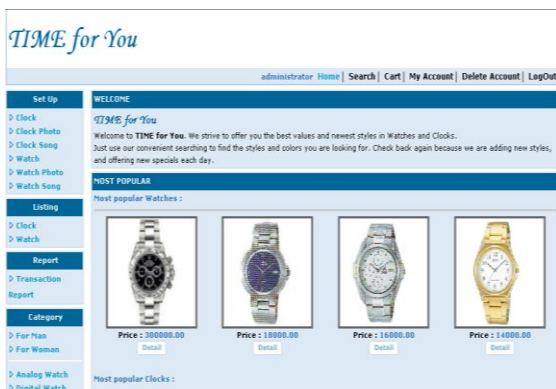 TIME for You
administrator Home | Search | Cart | My Account | Delete Account | LogOut
Set Up
Clock
Clock Photo
Clock Song
Watch
Watch Photo
Watch Song
Listing
Clock
Watch
Report
Transaction
Report
Category
For Man
For Woman
Analog Watch
Digital Watch
WELCOME
TIME for You
Welcome to TIME for You. We strive to offer you the best values and newest styles in Watches and Clocks.
Just use our convenient searching to find the styles and colors you are looking for. Check back again because we are adding new styles,
and offering new specials each day.
MOST POPULAR
Most popular Watches :
Price : 300000.00 Price : 18000.00 Price : 16000.00 Price : 14000.00
Detail Detail Detail Detail
Most popular Clocks :